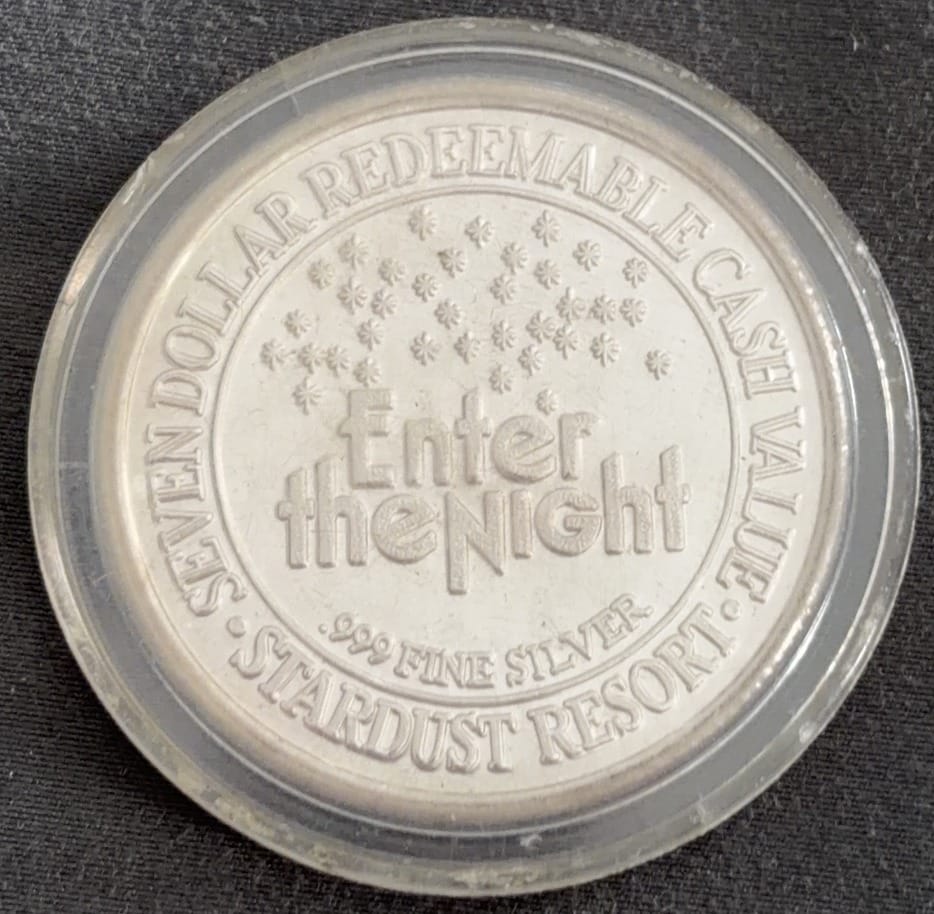 SEVEN DOLLAR REDEEMABLE CASH VALUE
Enter
the NIGht
.999 FINE SILVER
• STARDUST RESORT •